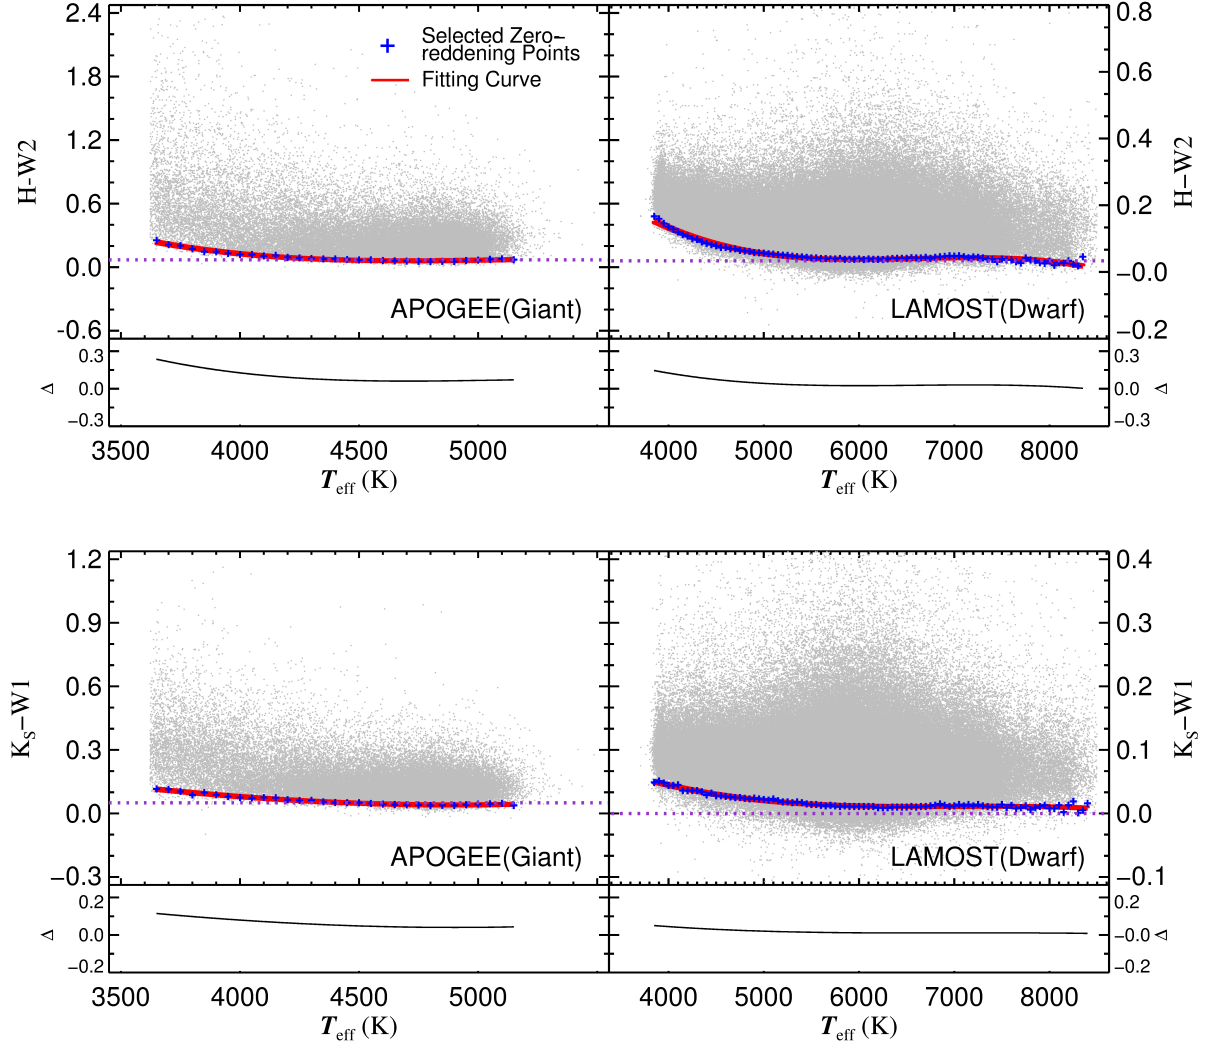 2.4
1.8
1.2
0.6
0.0
-0.6
H-W2
Selected Zero−
reddening Points
Fitting Curve
APOGEE(Giant)
0.8
0.6
0.4
0.2
−0.0
−0.2
H−W2
LAMOST(Dwarf)
0.3
0.0
−0.3
Δ
0.3
0.0
−0.3
Δ
3500 4000 4500 5000
4000 5000 6000 7000 8000
Teff (K)
Teff (K)
1.2
0.9
0.6
0.3
0.0
−0.3
KS−W1
APOGEE(Giant)
0.4
0.3
0.2
0.1
0.0
−0.1
KS−W1
LAMOST(Dwarf)
0.2
0.0
−0.2
Δ
0.2
−0.0
−0.2
Δ
3500 4000 4500 5000
4000 5000 6000 7000 8000
Teff (K)
Teff (K)